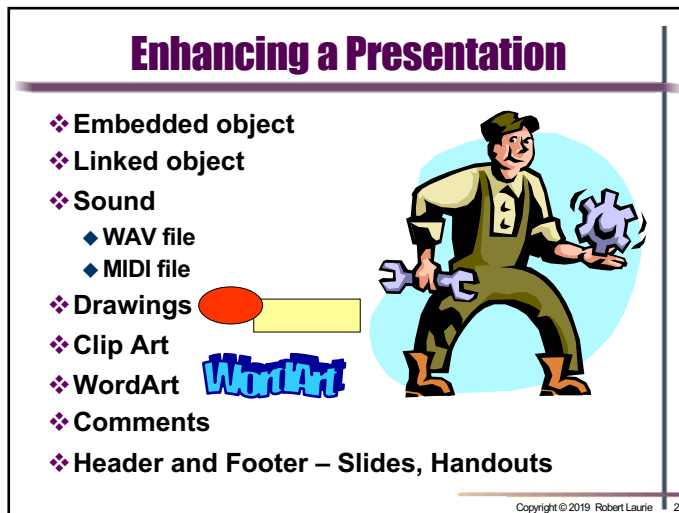 Enhancing a Presentation
Embedded object
Linked object
Sound
WAV file
MIDI file
Drawings
Clip Art
WordArt WordArt
Comments
Header and Footer – Slides, Handouts
Copyright © 2019 Robert Laurie 2